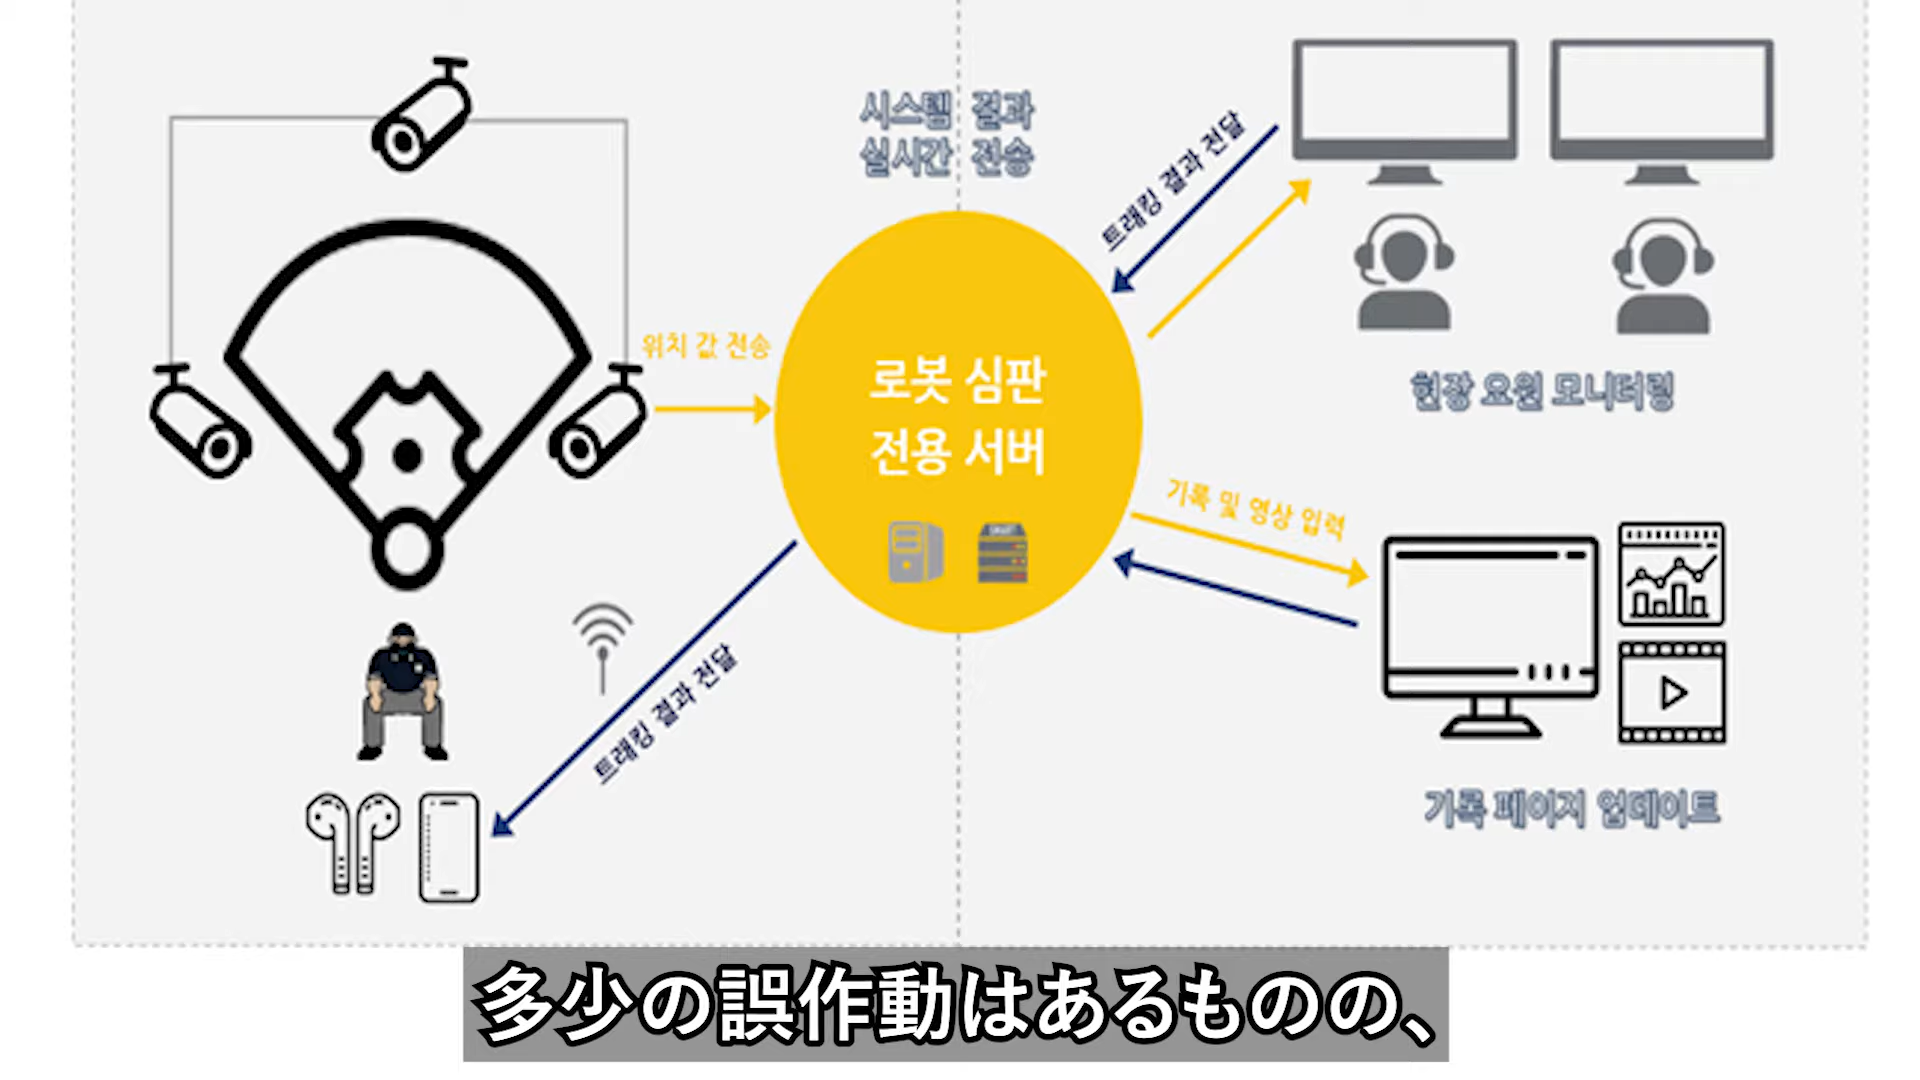 시스템 결과
실시간 전송
트래킹 결과 전달
위치 값 전송
로봇 심판
전용 서버
현장 요원 모니터링
기록 및 영상 입력
트래킹 결과 전달
기록 페이지 업데이트
多少の誤作動はあるものの、